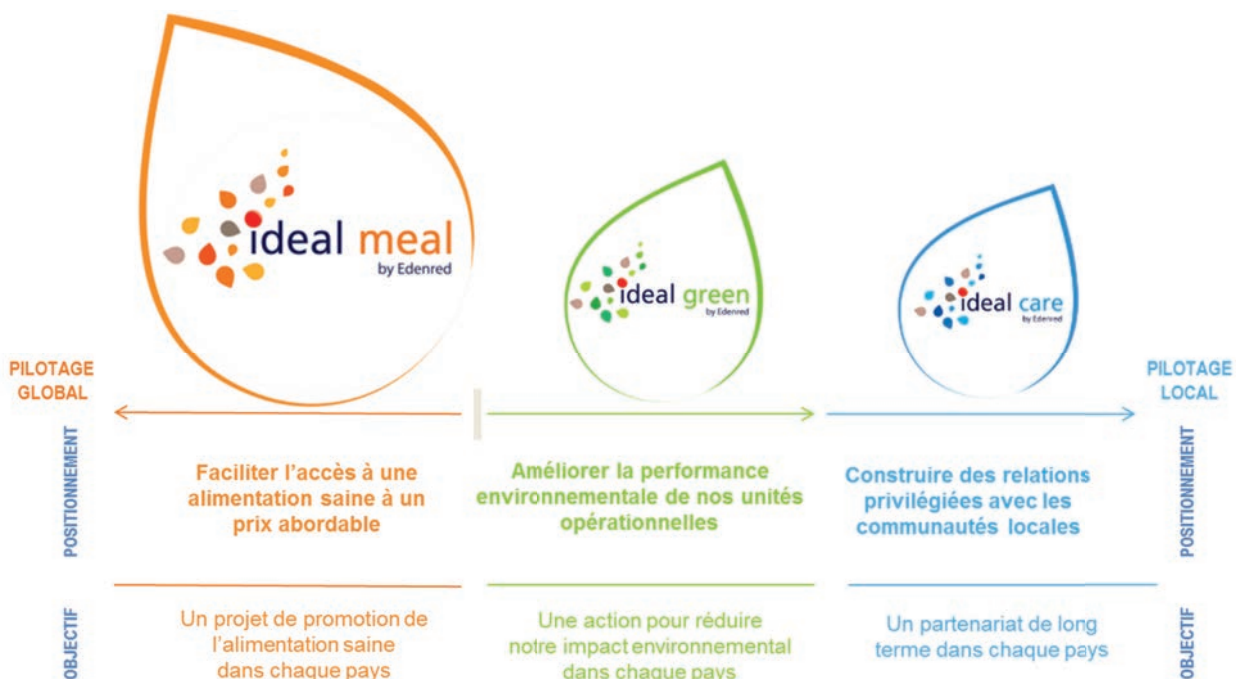 ideal meal
by Edenred
ideal green
by Edenred
ideal care
by Edenred
PILOTAGE
GLOBAL
PILOTAGE
LOCAL
POSITIONNEMENT
Faciliter l'accès à une
alimentation saine à un
prix abordable
Améliorer la performance
environnementale de nos unités
opérationnelles
Construire des relations
privilégiées avec les
communautés locales
POSITIONNEMENT
OBJECTIF
Un projet de promotion de
l'alimentation saine
dans chaque pays
Une action pour réduire
notre impact environnemental
dans chaque pays
Un partenariat de long
terme dans chaque pays
OBJECTIF